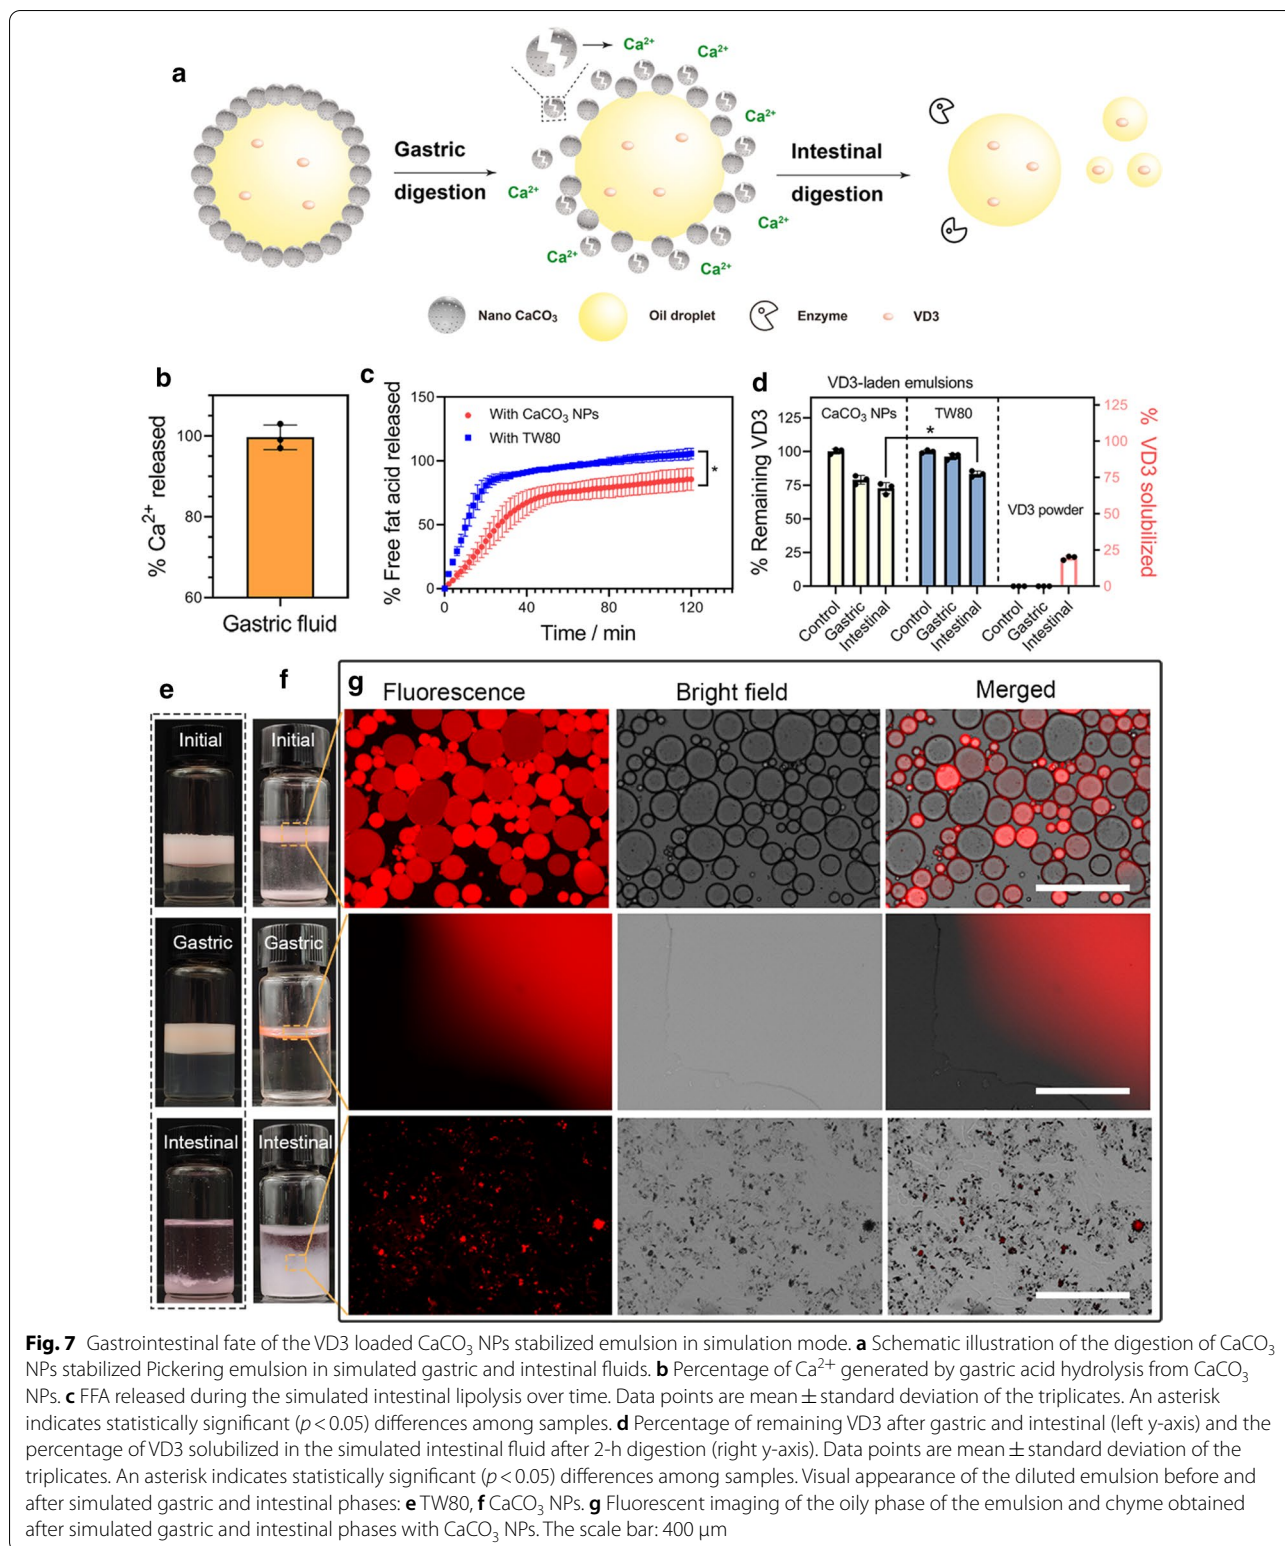 a
Ca2+
Ca2+
Ca2+
Ca2+
Ca2+
Ca2+
Ca2+
Gastric
digestion
Intestinal
digestion
Nano CaCO3
Oil droplet
Enzyme
VD3
b
% Ca2+ released
100
80
60
Gastric fluid
c
% Free fat acid released
150
100
50
0
With CaCO3 NPs
With TW80
*
0
40
80
120
Time / min
d
VD3-laden emulsions
% Remaining VD3
125
100
75
50
25
0
CaCO3 NPs
TW80
*
VD3 powder
125
100
75
50
25
0
% VD3 solubilized
Control
Gastric
Intestinal
Control
Gastric
Intestinal
Control
Gastric
Intestinal
e
Initial
Gastric
Intestinal
f
Initial
Gastric
Intestinal
g
Fluorescence
Bright field
Merged
Fig. 7 Gastrointestinal fate of the VD3 loaded CaCO3 NPs stabilized emulsion in simulation mode. a Schematic illustration of the digestion of CaCO3
NPs stabilized Pickering emulsion in simulated gastric and intestinal fluids. b Percentage of Ca2+ generated by gastric acid hydrolysis from CaCO3
NPs. c FFA released during the simulated intestinal lipolysis over time. Data points are mean ± standard deviation of the triplicates. An asterisk
indicates statistically significant (p < 0.05) differences among samples. d Percentage of remaining VD3 after gastric and intestinal (left y-axis) and the
percentage of VD3 solubilized in the simulated intestinal fluid after 2-h digestion (right y-axis). Data points are mean ± standard deviation of the
triplicates. An asterisk indicates statistically significant (p < 0.05) differences among samples. Visual appearance of the diluted emulsion before and
after simulated gastric and intestinal phases: e TW80, f CaCO3 NPs. g Fluorescent imaging of the oily phase of the emulsion and chyme obtained
after simulated gastric and intestinal phases with CaCO3 NPs. The scale bar: 400 μm